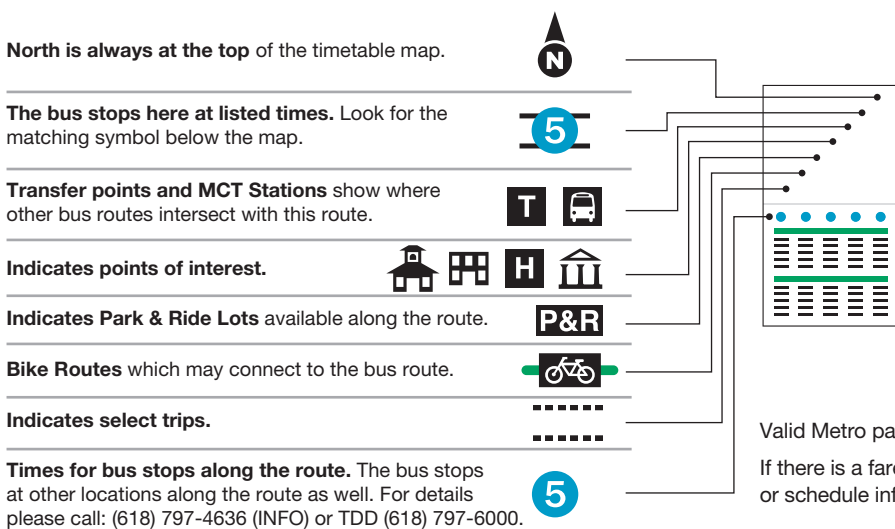 North is always at the top of the timetable map.
N
The bus stops here at listed times. Look for the
matching symbol below the map.
5
Transfer points and MCT Stations show where
other bus routes intersect with this route.
T
Indicates points of interest.
H
Indicates Park & Ride Lots available along the route.
P&R
Bike Routes which may connect to the bus route.
Indicates select trips.
Times for bus stops along the route. The bus stops
at other locations along the route as well. For details
please call: (618) 797-4636 (INFO) or TDD (618) 797-6000.
5
Valid Metro pa
If there is a far
or schedule inf